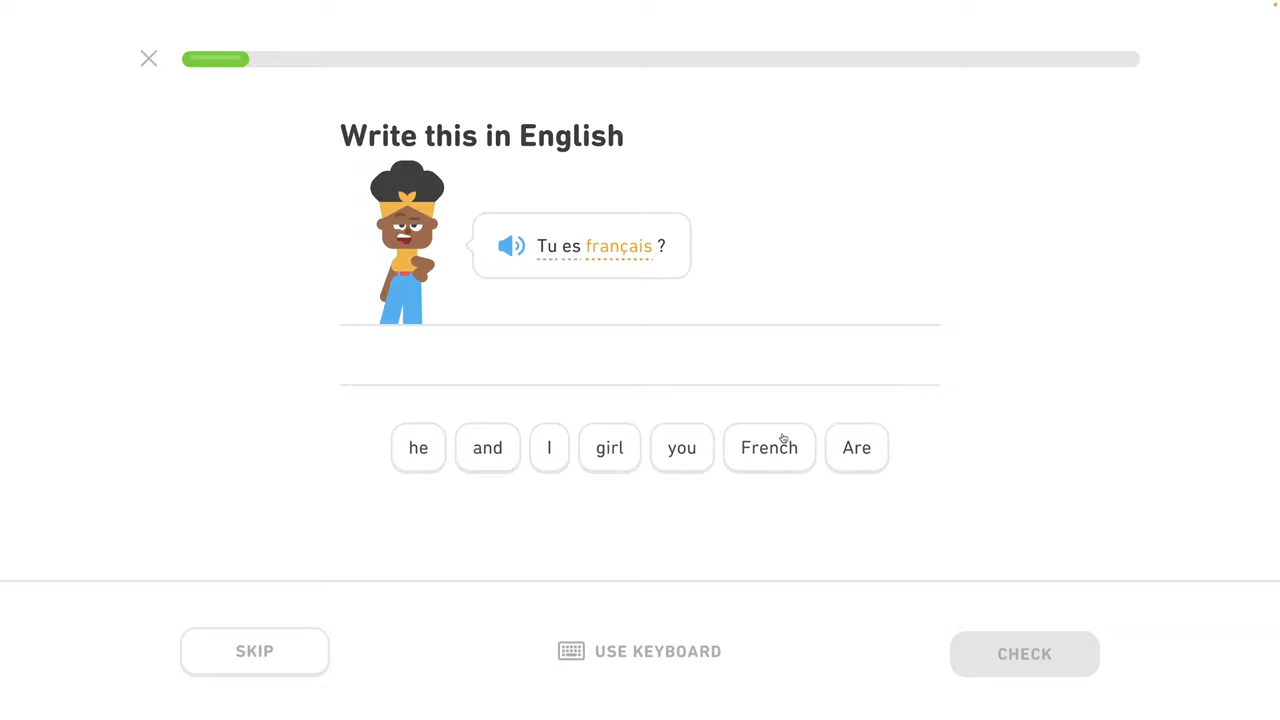 Write this in English
Tu es français ?
he and I girl you French Are
SKIP USE KEYBOARD CHECK